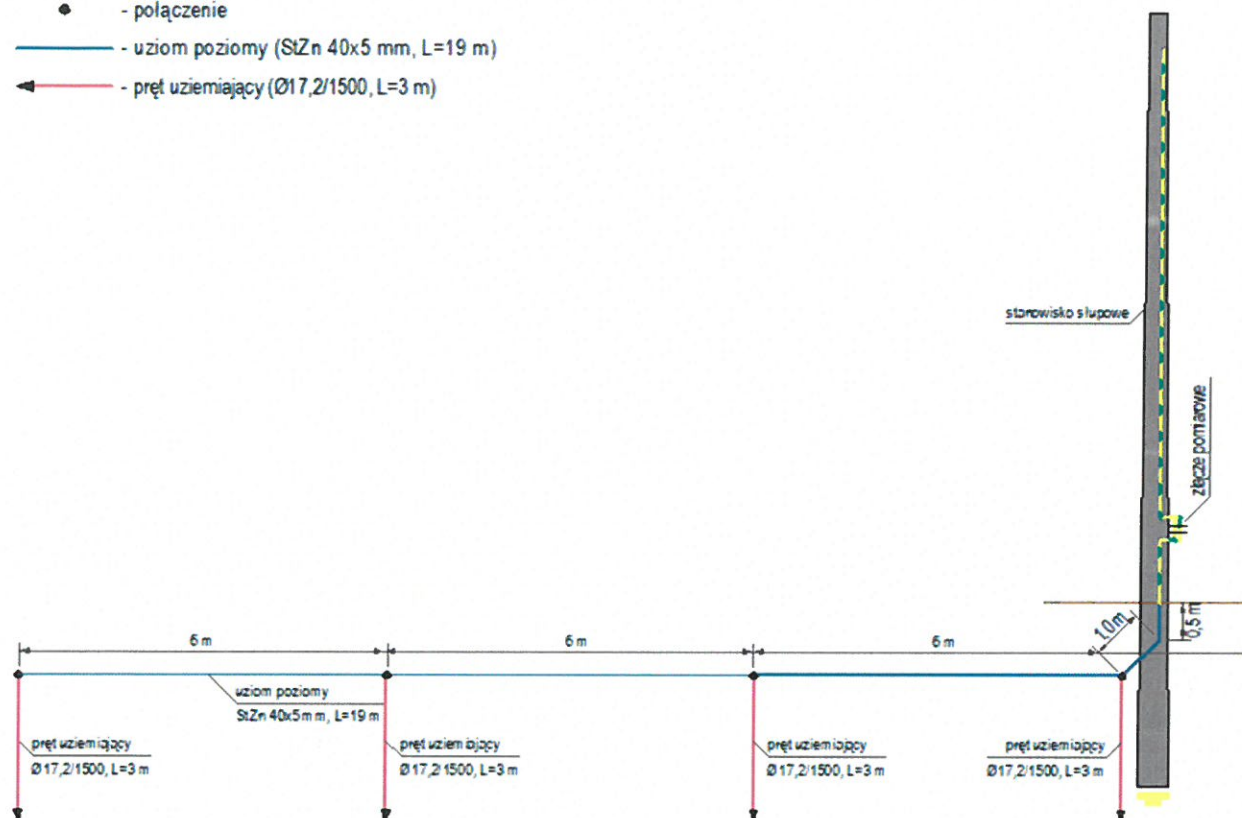 - połączenie
- uziom poziomy (StZn 40x5 mm, L=19 m)
- pręt uziemiający (Ø17,2/1500, L=3 m)
stanowisko słupowe
złącze pomiarowe
0,5 m
1,0m
6 m
6 m
6 m
uziom poziomy
StZn 40x5mm, L=19 m
pręt uziemiający
Ø17,2/1500, L=3 m
pręt uziemiający
Ø17,2/1500, L=3 m
pręt uziemiający
Ø17,2/1500, L=3 m
pręt uziemiający
Ø17,2/1500, L=3 m